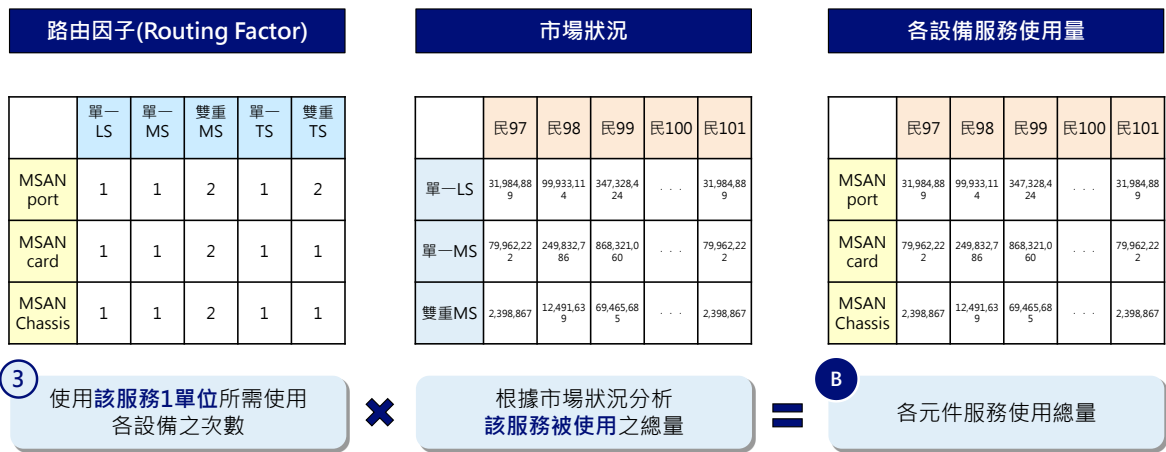 路由因子(Routing Factor)
市場狀況
各設備服務使用量
單一 LS 單一 MS 雙重 MS 單一 TS 雙重 TS
MSAN port 1 1 2 1 2
MSAN card 1 1 2 1 1
MSAN Chassis 1 1 2 1 1
民97 民98 民99 民100 民101
單一LS 31,984,889 99,933,114 347,328,424 . . . 31,984,889
單一MS 79,962,222 249,832,786 868,321,060 . . . 79,962,222
雙重MS 2,398,867 12,491,639 69,465,685 . . . 2,398,867
民97 民98 民99 民100 民101
MSAN port 31,984,889 99,933,114 347,328,424 . . . 31,984,889
MSAN card 79,962,222 249,832,786 868,321,060 . . . 79,962,222
MSAN Chassis 2,398,867 12,491,639 69,465,685 . . . 2,398,867
3
使用該服務1單位所需使用
各設備之次數
×
根據市場狀況分析
該服務被使用之總量
=
B
各元件服務使用總量